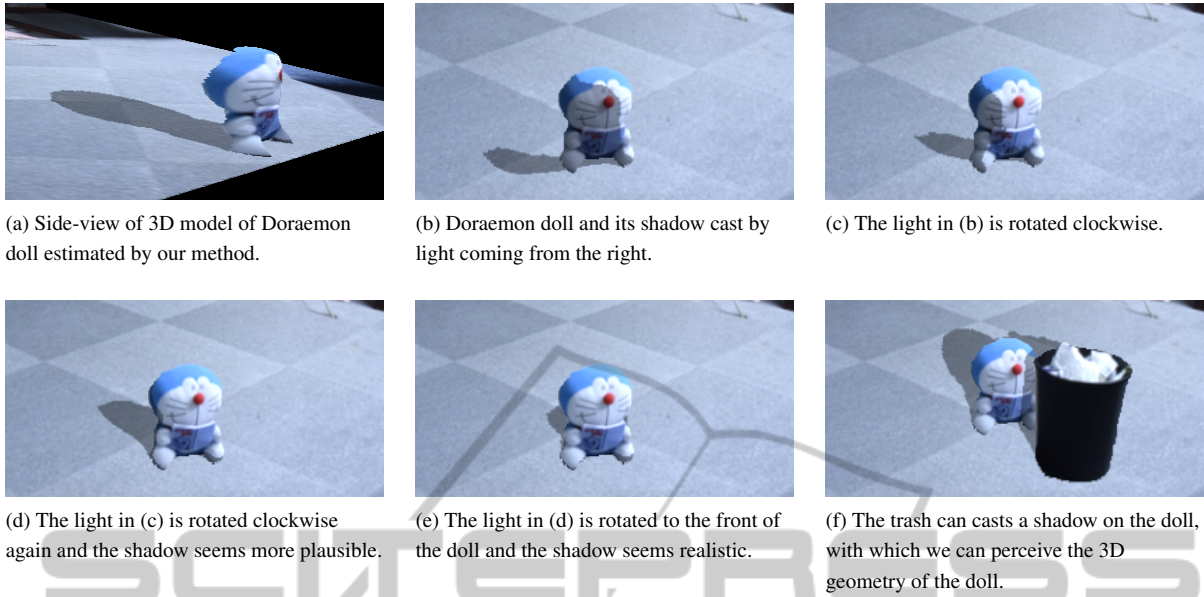 (a) Side-view of 3D model of Doraemon
doll estimated by our method.
(b) Doraemon doll and its shadow cast by
light coming from the right.
(c) The light in (b) is rotated clockwise.
(d) The light in (c) is rotated clockwise
again and the shadow seems more plausible.
(e) The light in (d) is rotated to the front of
the doll and the shadow seems realistic.
(f) The trash can casts a shadow on the doll,
with which we can perceive the 3D
geometry of the doll.
SCITEPRESS